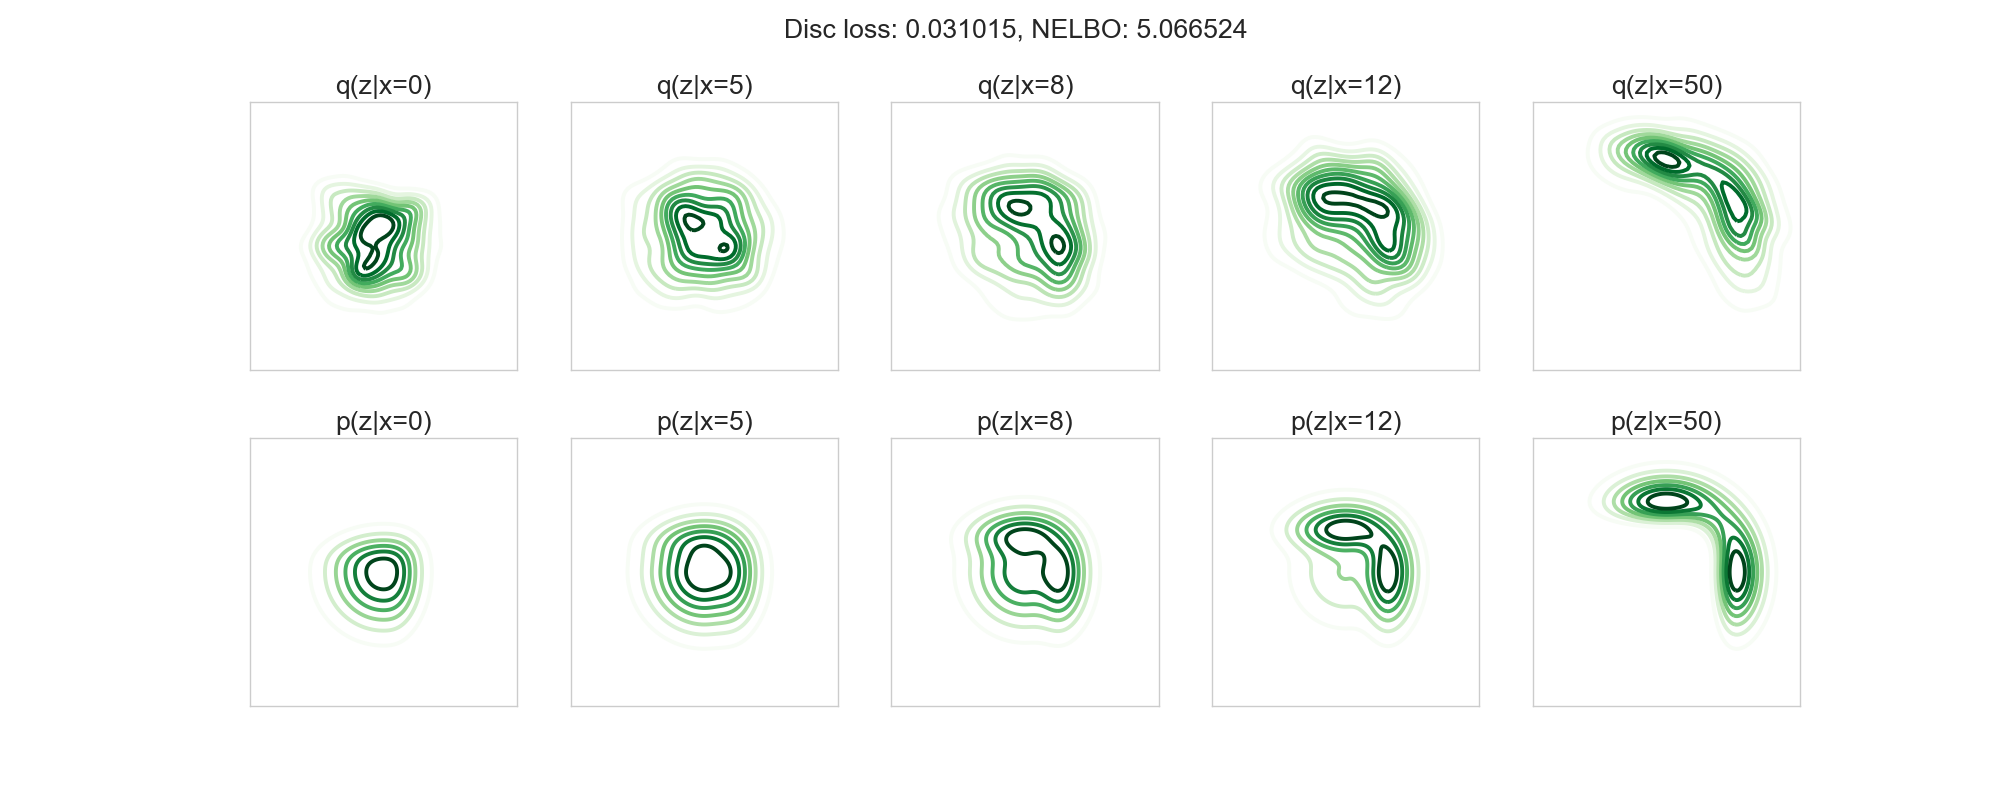 Disc loss: 0.031015, NELBO: 5.066524
q(z|x=0) q(z|x=5) q(z|x=8) q(z|x=12) q(z|x=50)
p(z|x=0) p(z|x=5) p(z|x=8) p(z|x=12) p(z|x=50)